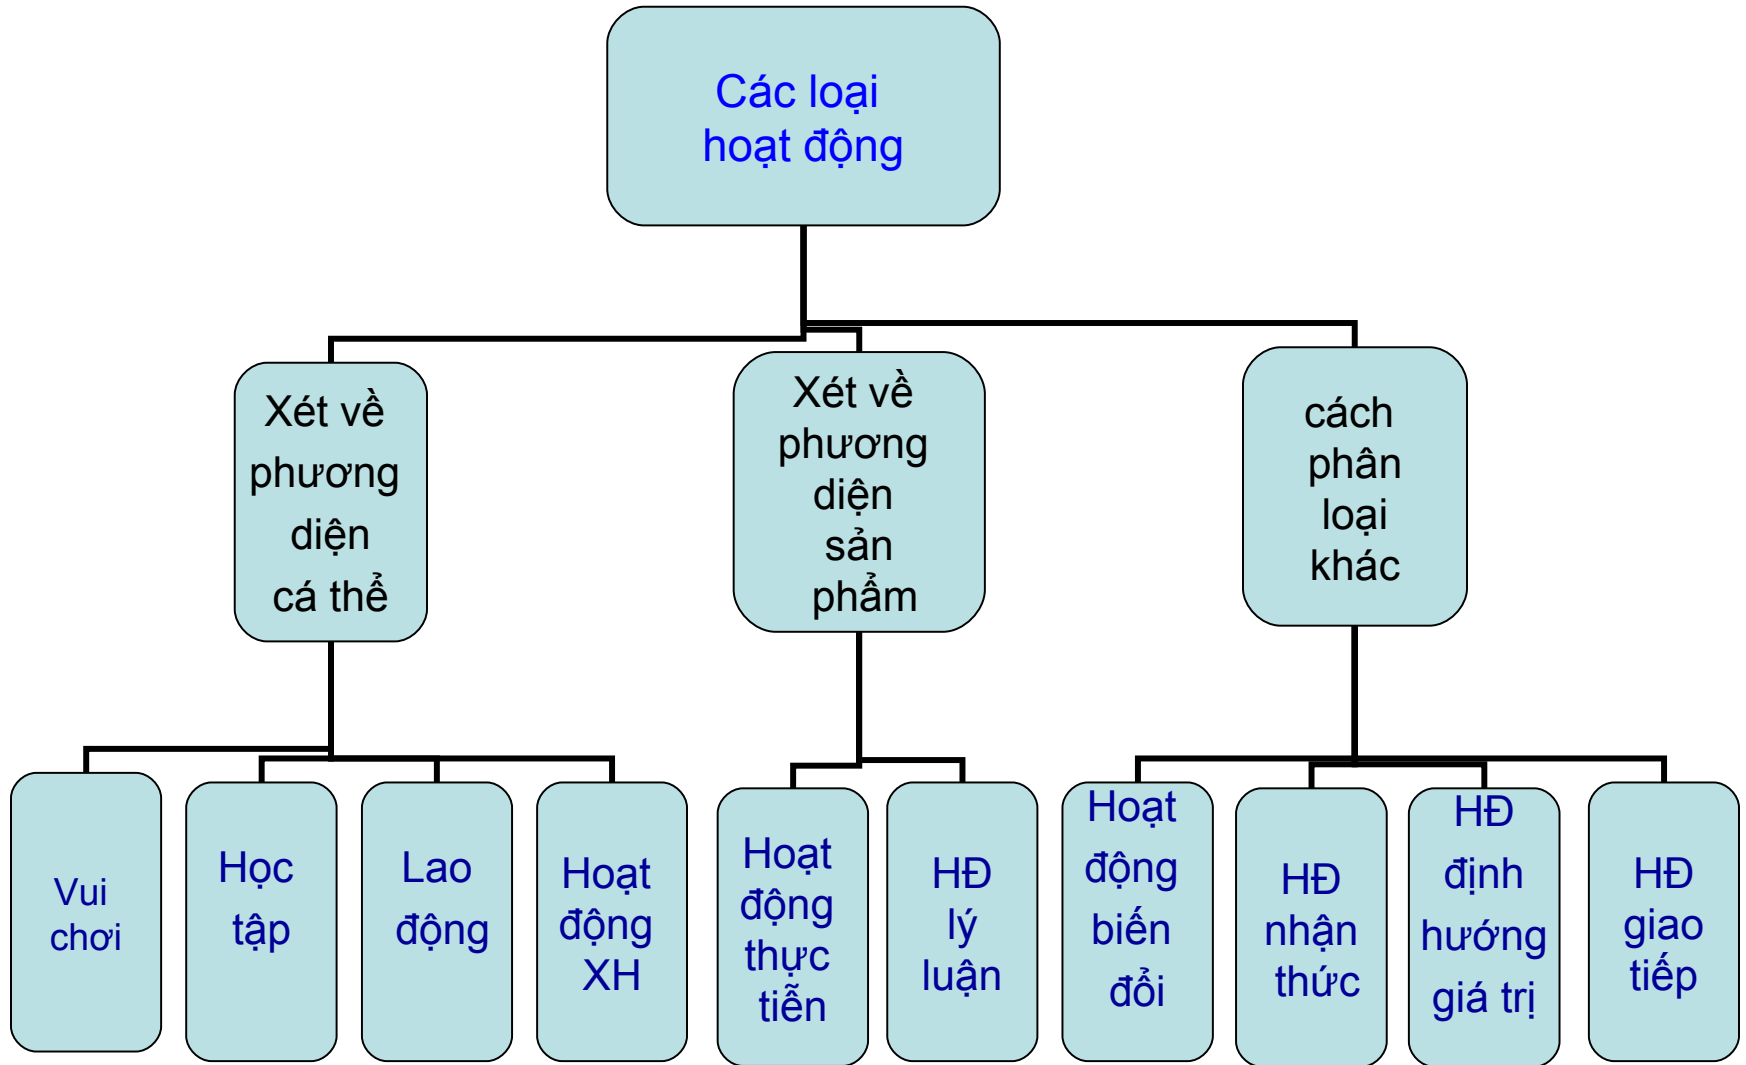 Các loại
hoạt động
Xét về
phương
diện
cá thể
Xét về
phương
diện
sản
phẩm
cách
phân
loại
khác
Vui
chơi
Học
tập
Lao
động
Hoạt
động
XH
Hoạt
động
thực
tiễn
HĐ
lý
luận
Hoạt
động
biến
đổi
HĐ
nhận
thức
HĐ
định
hướng
giá trị
HĐ
giao
tiếp